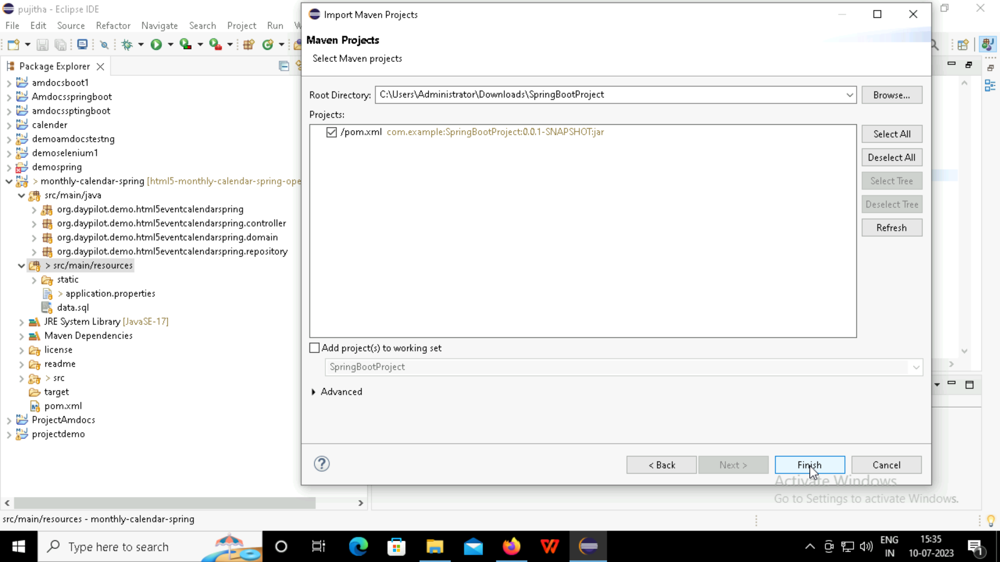 pujitha - Eclipse IDE
File Edit Source Refactor Navigate Search Project Run
Package Explorer
amdocsboot1
Amdocsspringboot
amdocssptingboot
calender
demoamdocstestng
demoselenium1
demospring
> monthly-calendar-spring [html5-monthly-calendar-spring-ope
src/main/java
org.daypilot.demo.html5eventcalendarspring
org.daypilot.demo.html5eventcalendarspring.controller
org.daypilot.demo.html5eventcalendarspring.domain
org.daypilot.demo.html5eventcalendarspring.repository
> src/main/resources
static
> application.properties
data.sql
JRE System Library [JavaSE-17]
Maven Dependencies
license
readme
> src
target
pom.xml
ProjectAmdocs
projectdemo
src/main/resources - monthly-calendar-spring
Import Maven Projects
Maven Projects
Select Maven projects
Root Directory: C:\Users\Administrator\Downloads\SpringBootProject Browse...
Projects:
/pom.xml com.example:SpringBootProject:0.0.1-SNAPSHOT:jar
Select All
Deselect All
Select Tree
Deselect Tree
Refresh
Add project(s) to working set
SpringBootProject
Advanced
? < Back Next > Finish Cancel
Activate Windows
Go to Settings to activate Windows.
Type here to search
ENG
IN
15:35
10-07-2023
1